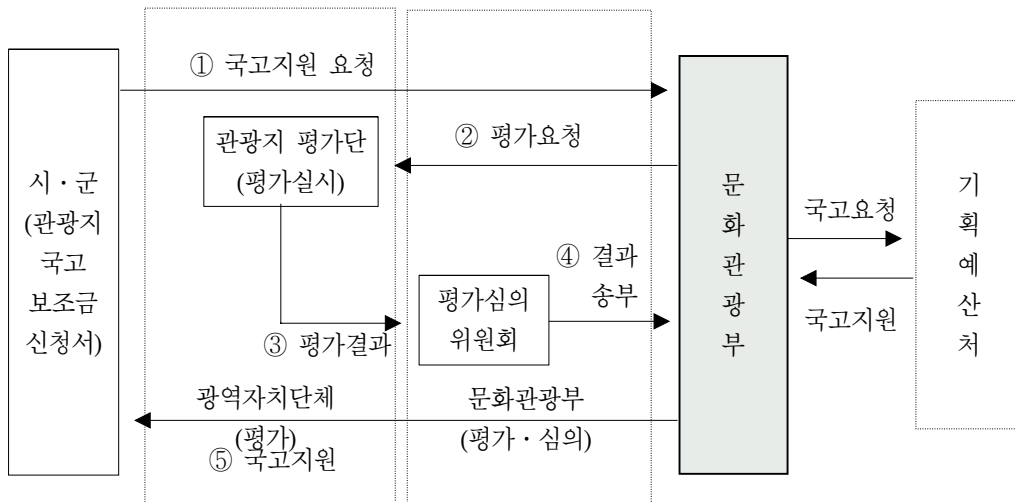 ① 국고지원 요청
시·군
(관광지
국고
보조금
신청서)
관광지 평가단
(평가실시)
② 평가요청
③ 평가결과
평가심의
위원회
④ 결과
송부
문
화
관
광
부
국고요청
국고지원
기
획
예
산
처
광역자치단체
(평가)
문화관광부
(평가·심의)
⑤ 국고지원